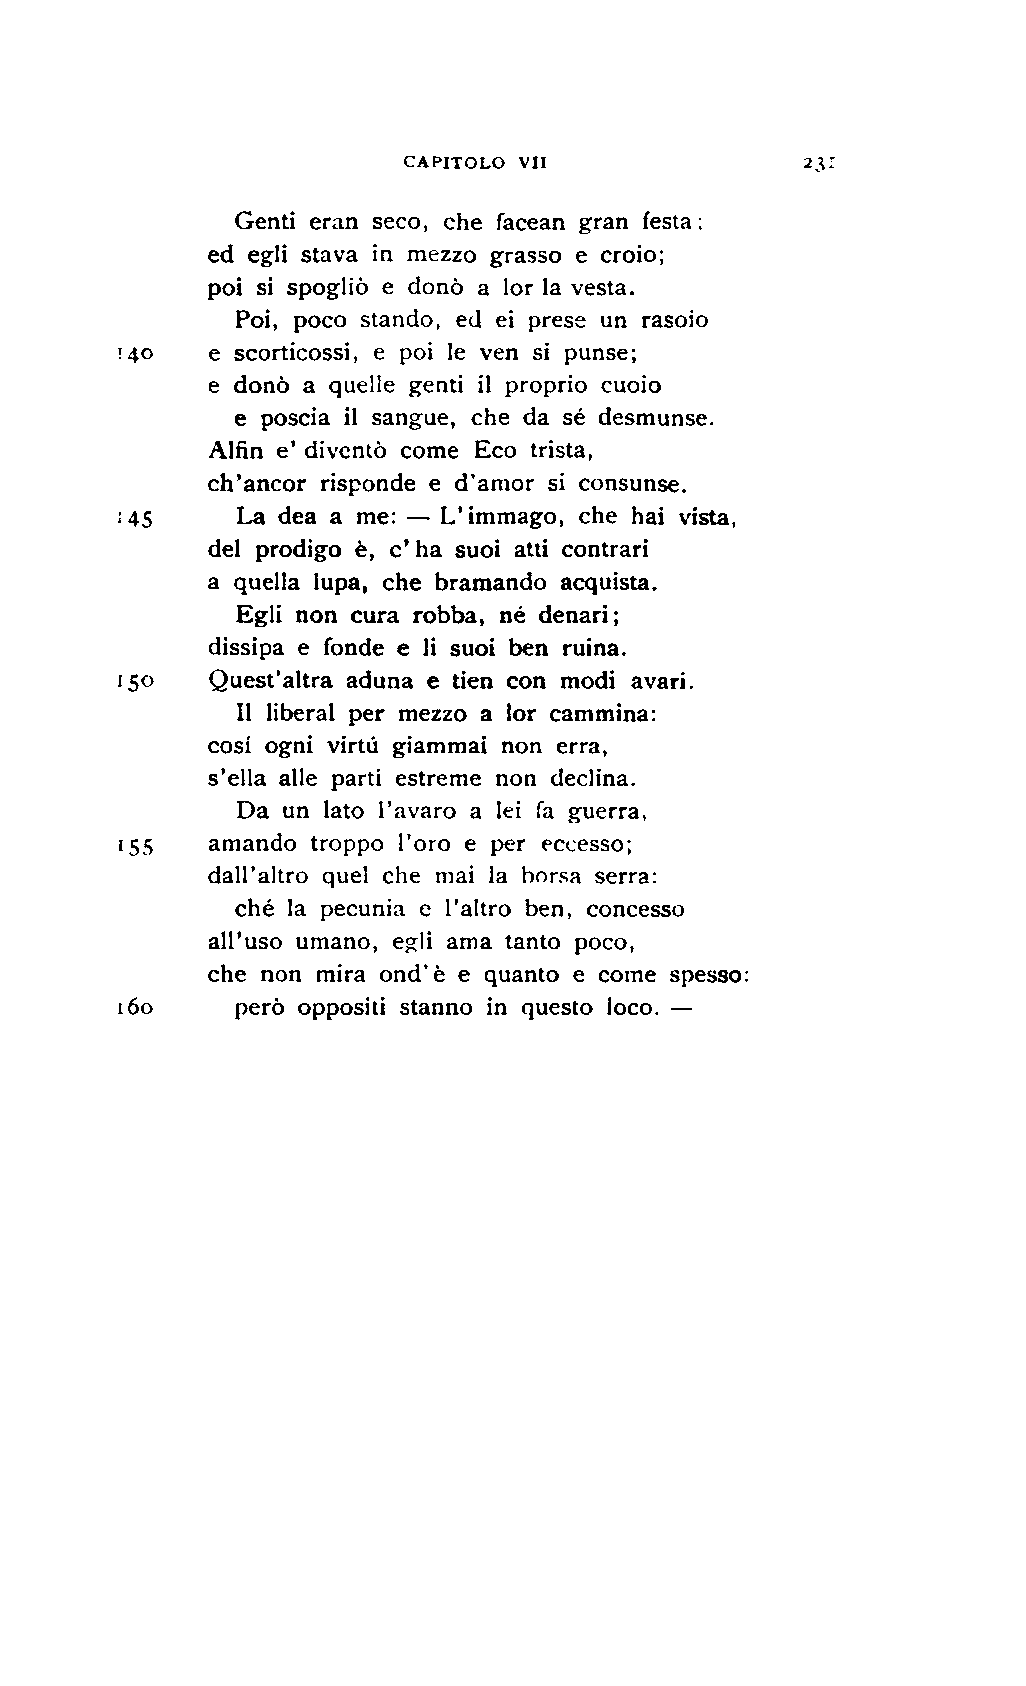 CAPITOLO VII 231
Genti eran seco, che facean gran festa;
ed egli stava in mezzo grasso e croio;
poi si spogliò e donò a lor la vesta.
Poi, poco stando, ed ei prese un rasoio
140 e scorticossi, e poi le ven si punse;
e donò a quelle genti il proprio cuoio
e poscia il sangue, che da sé desmunse.
Alfin e' diventò come Eco trista,
ch'ancor risponde e d'amor si consunse.
145 La dea a me: — L'immago, che hai vista,
del prodigo è, c'ha suoi atti contrari
a quella lupa, che bramando acquista.
Egli non cura robba, né denari;
dissipa e fonde e li suoi ben ruina.
150 Quest'altra aduna e tien con modi avari.
Il liberal per mezzo a lor cammina:
cosí ogni virtú giammai non erra,
s'ella alle parti estreme non declina.
Da un lato l'avaro a lei fa guerra,
155 amando troppo l'oro e per eccesso;
dall'altro quel che mai la borsa serra:
ché la pecunia e l'altro ben, concesso
all'uso umano, egli ama tanto poco,
che non mira ond'è e quanto e come spesso:
160 però oppositi stanno in questo loco. —